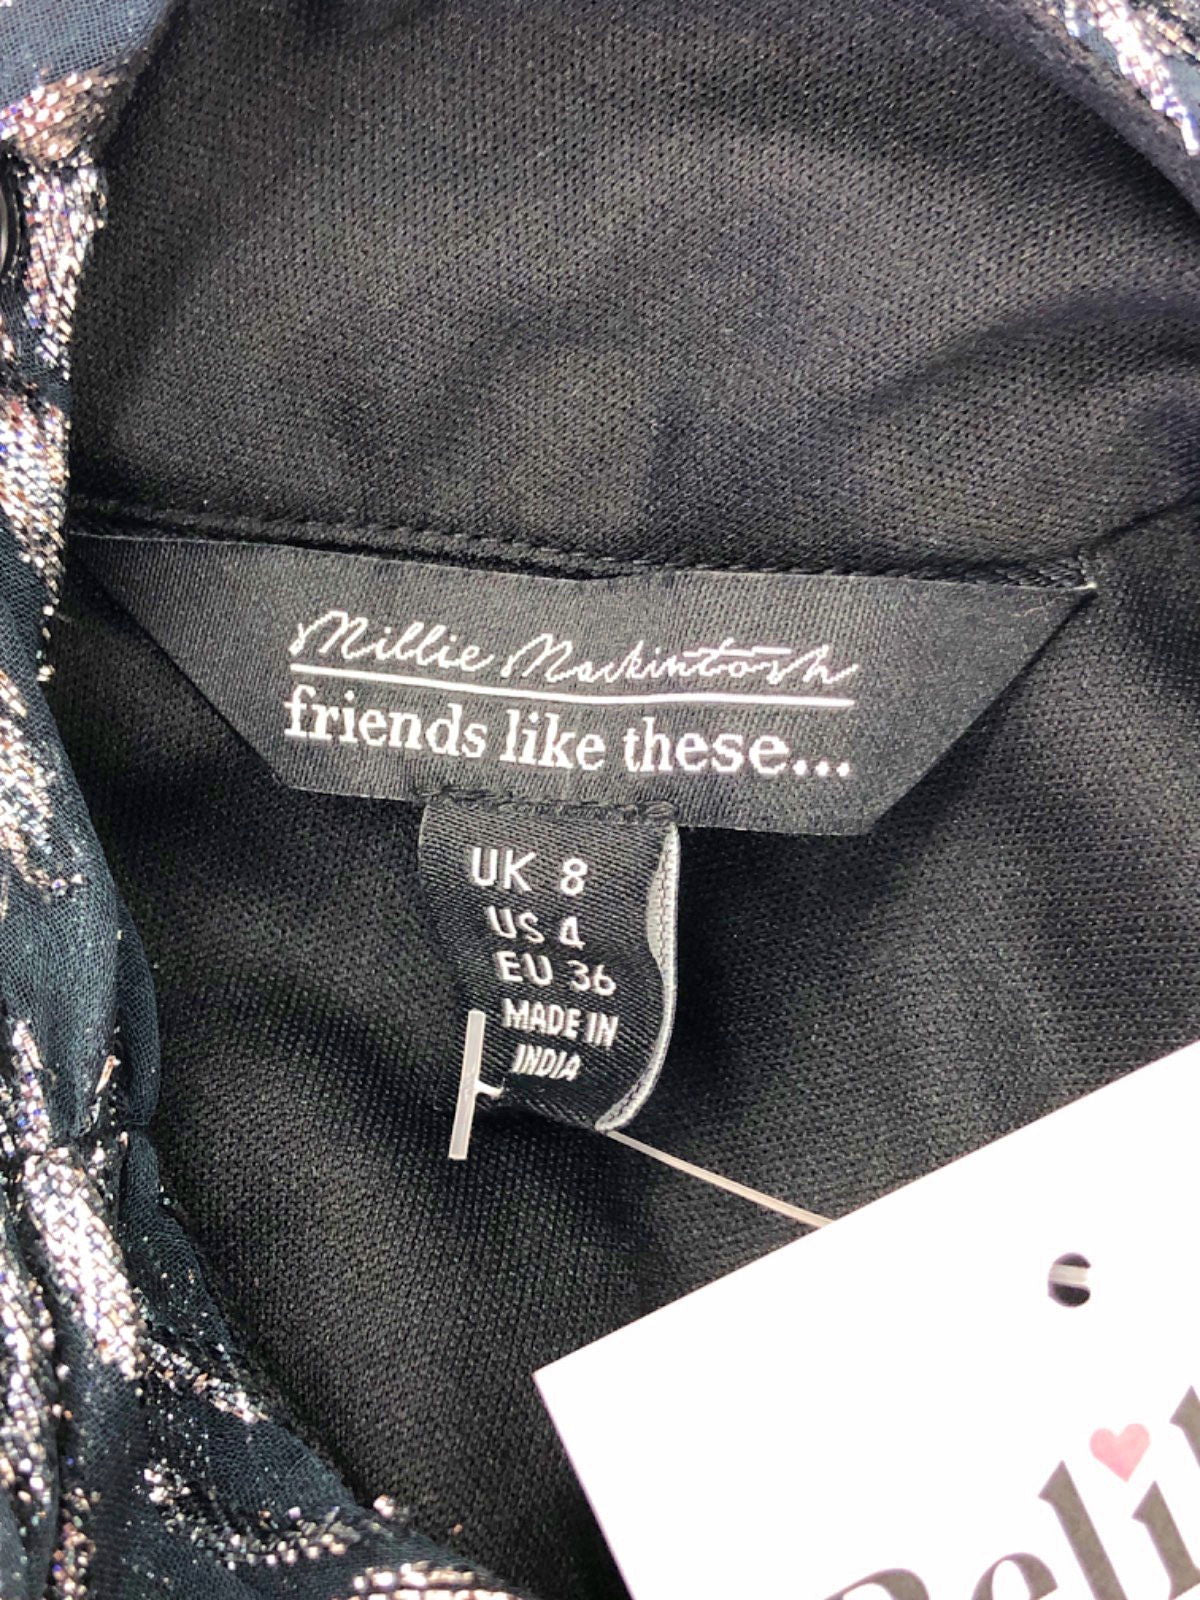 Millie Mackintosh
friends like these...
UK 8
US 4
EU 36
MADE IN
INDIA